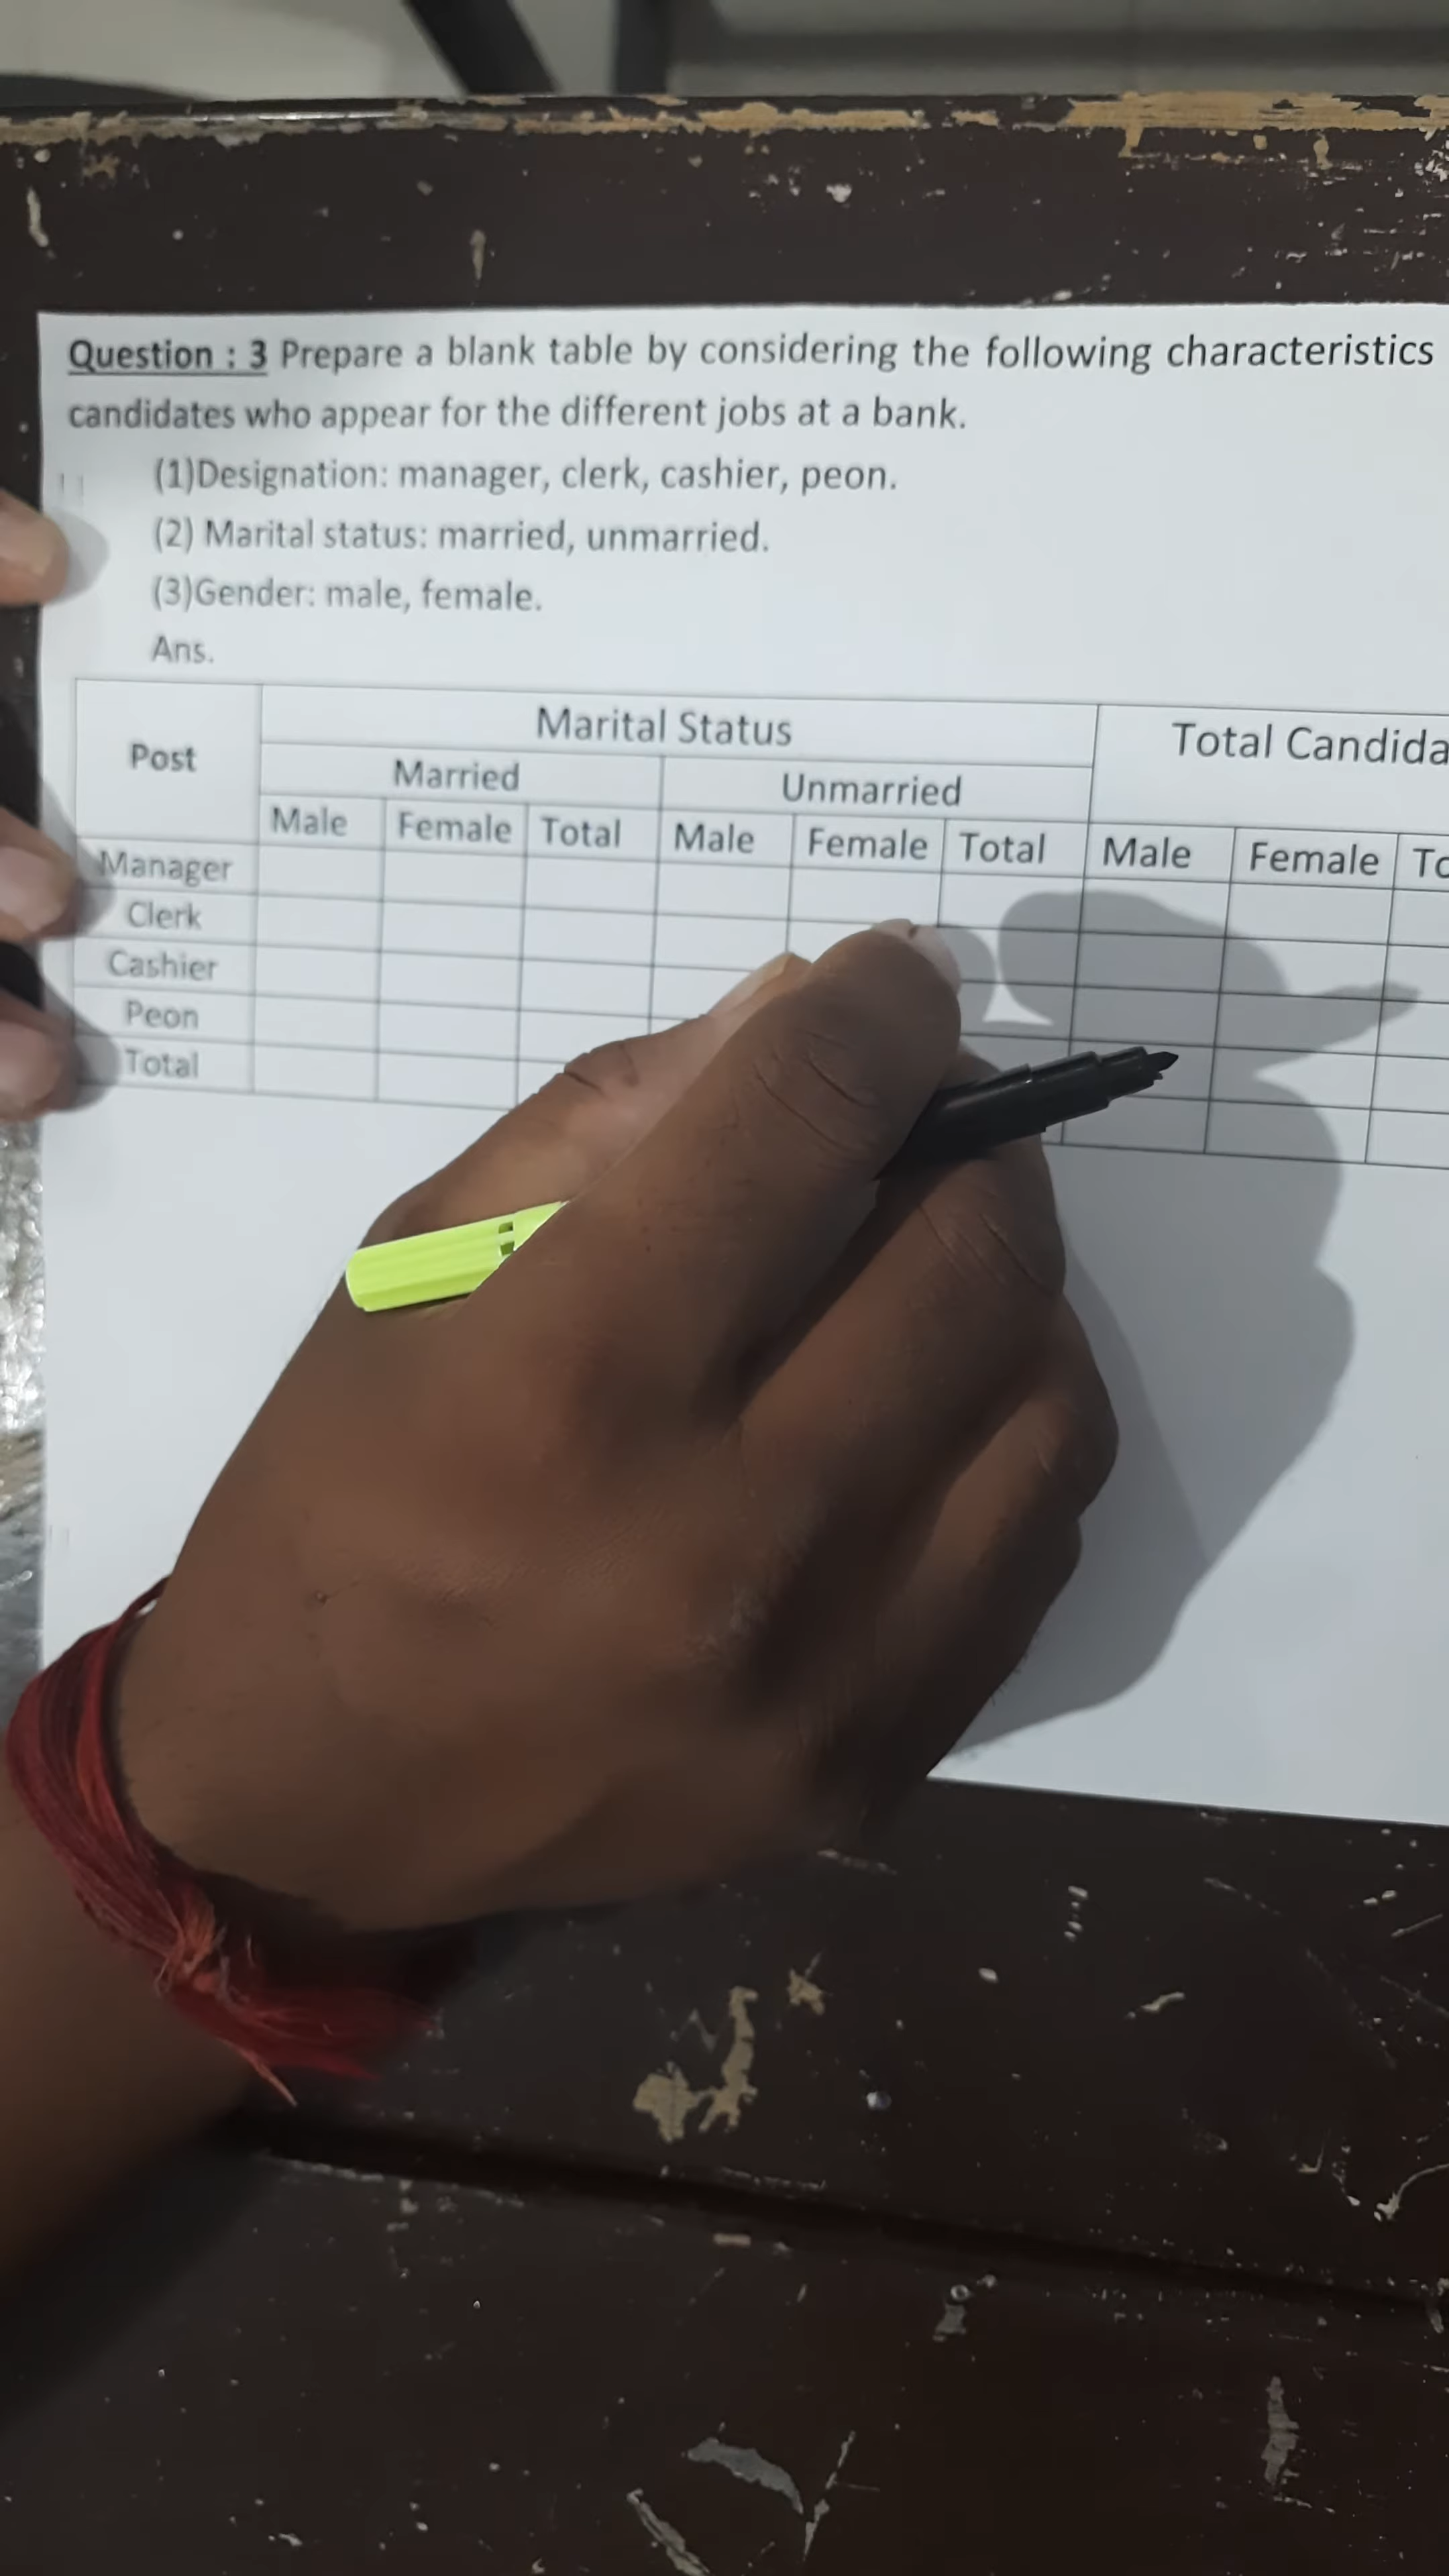 Question : 3 Prepare a blank table by considering the following characteristics
candidates who appear for the different jobs at a bank.
(1)Designation: manager, clerk, cashier, peon.
(2) Marital status: married, unmarried.
(3)Gender: male, female.
Ans.
Post Marital Status Total
Married Unmarried
Male Female Total Male Female Total Male Female
Manager
Clerk
Cashier
Peon
Total